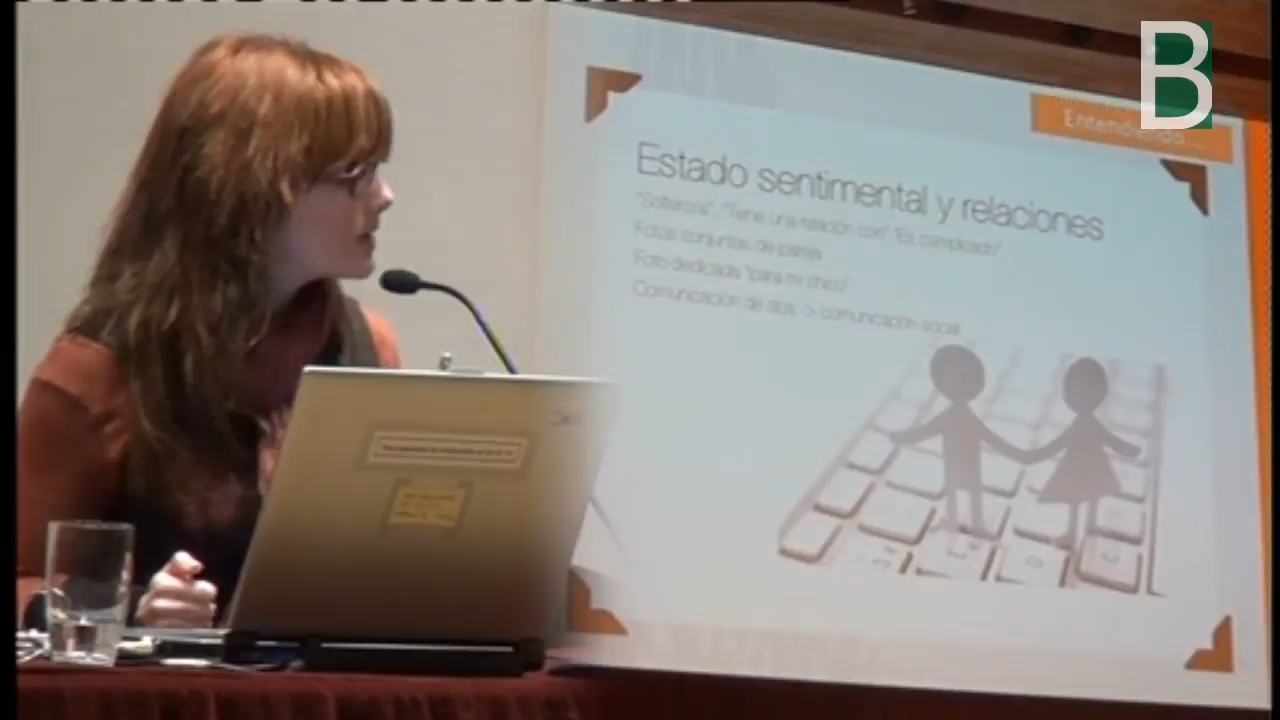 B
Entendiendo...
Estado sentimental y relaciones
"Soltero/a", "Tiene una relación con" "Es complicado"
Fotos conjuntas de pareja
Foto dedicada "para mi chico"
Comunicación de dos -> comunicación social